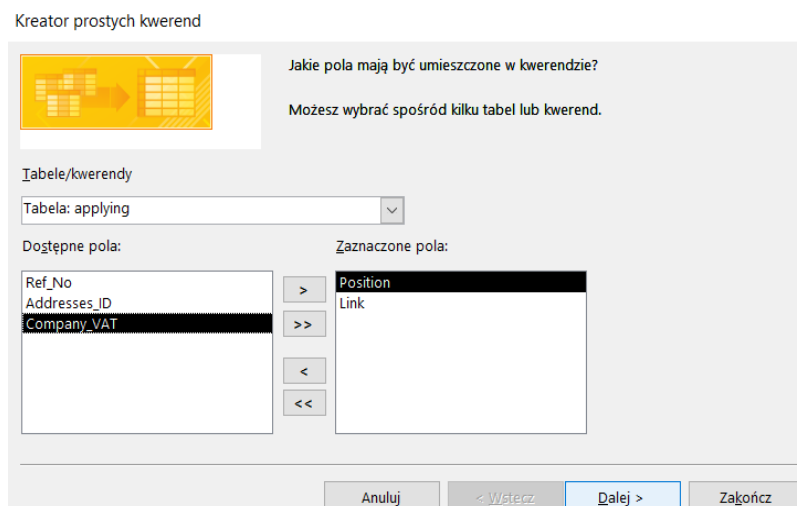 Kreator prostych kwerend
Jakie pola mają być umieszczone w kwerendzie?
Możesz wybrać spośród kilku tabel lub kwerend.
Tabele/kwerendy
Tabela: applying
Dostępne pola:
Zaznaczone pola:
Ref_No
Addresses_ID
Company_VAT
>
>>
<
<<
Position
Link
Anuluj
< Wstecz
Dalej >
Zakończ